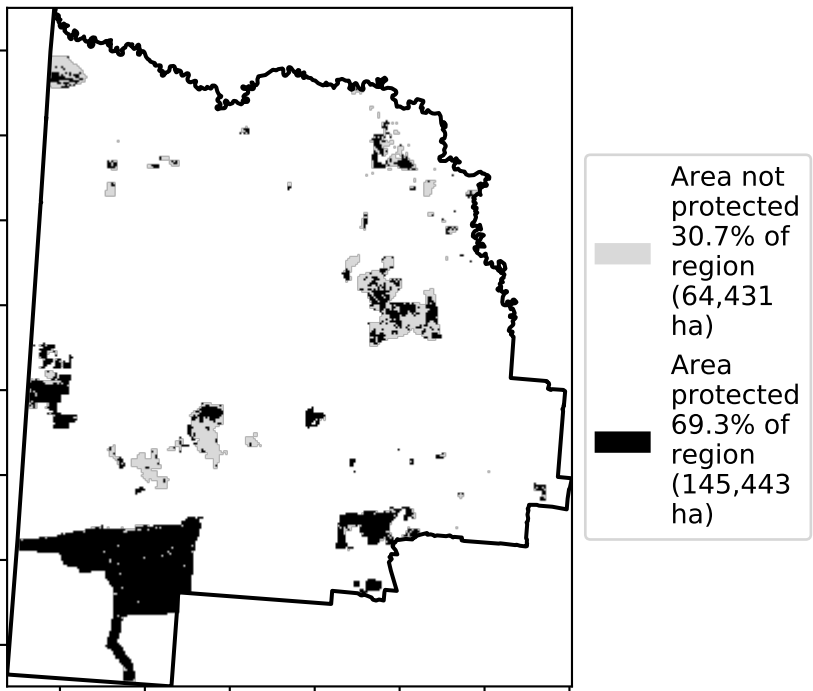 Area not
protected
30.7% of
region
(64,431
ha)
Area
protected
69.3% of
region
(145,443
ha)